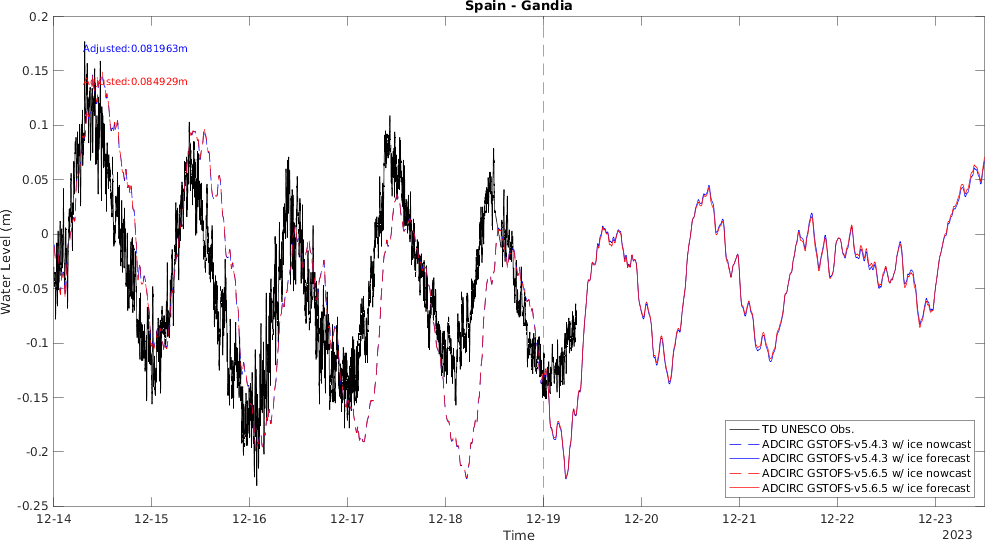 Spain - Gandia
Adjusted:0.081963m
Adjusted:0.084929m
0.2
0.15
0.1
0.05
0
-0.05
-0.1
-0.15
-0.2
-0.25
Water Level (m)
12-14
12-15
12-16
12-17
12-18
12-19
12-20
12-21
12-22
12-23
Time
2023
TD UNESCO Obs.
ADCIRC GSTOFS-v5.4.3 w/ ice nowcast
ADCIRC GSTOFS-v5.4.3 w/ ice forecast
ADCIRC GSTOFS-v5.6.5 w/ ice nowcast
ADCIRC GSTOFS-v5.6.5 w/ ice forecast